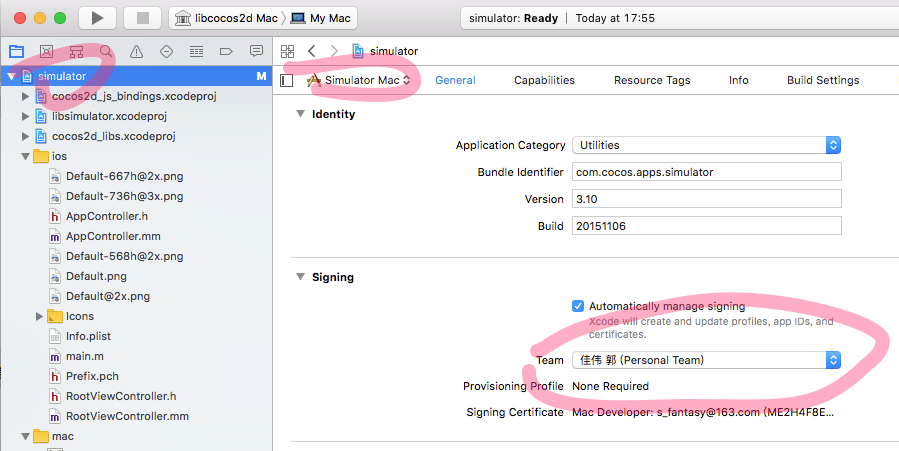 libcocos2d Mac
My Mac
simulator: Ready
Today at 17:55
simulator
simulator
M
Simulator Mac
General
Capabilities
Resource Tags
Info
Build Settings
cocos2d_js_bindings.xcodeproj
libsimulator.xcodeproj
cocos2d_libs.xcodeproj
ios
Default-667h@2x.png
Default-736h@3x.png
AppController.h
AppController.mm
Default-568h@2x.png
Default.png
Default@2x.png
Icons
Info.plist
main.m
Prefix.pch
RootViewController.h
RootViewController.mm
mac
Identity
Application Category Utilities
Bundle Identifier com.cocos.apps.simulator
Version 3.10
Build 20151106
Signing
Automatically manage signing
Xcode will create and update profiles, app IDs, and
certificates.
Team 佳伟 郭 (Personal Team)
Provisioning Profile None Required
Signing Certificate Mac Developer: s_fantasy@163.com (ME2H4F8E...